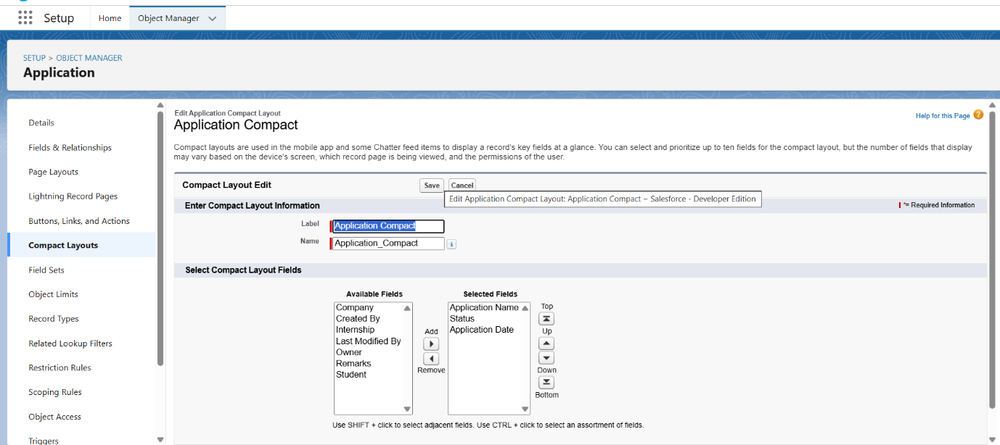 Setup
Home
Object Manager
SETUP > OBJECT MANAGER
Application
Details
Fields & Relationships
Page Layouts
Lightning Record Pages
Buttons, Links, and Actions
Compact Layouts
Field Sets
Object Limits
Record Types
Related Lookup Filters
Restriction Rules
Scoping Rules
Object Access
Triggers
Edit Application Compact Layout
Application Compact
Help for this Page ?
Compact layouts are used in the mobile app and some Chatter feed items to display a record's key fields at a glance. You can select and prioritize up to ten fields for the compact layout, but the number of fields that display
may vary based on the device's screen, which record page is being viewed, and the permissions of the user.
Compact Layout Edit
Save
Cancel
Edit Application Compact Layout: Application Compact ~ Salesforce - Developer Edition
Enter Compact Layout Information
= Required Information
Label
Application Compact
Name
Application_Compact
i
Select Compact Layout Fields
Available Fields
Company
Created By
Internship
Last Modified By
Owner
Remarks
Student
Add
Remove
Selected Fields
Application Name
Status
Application Date
Top
Up
Down
Bottom
Use SHIFT + click to select adjacent fields. Use CTRL + click to select an assortment of fields.